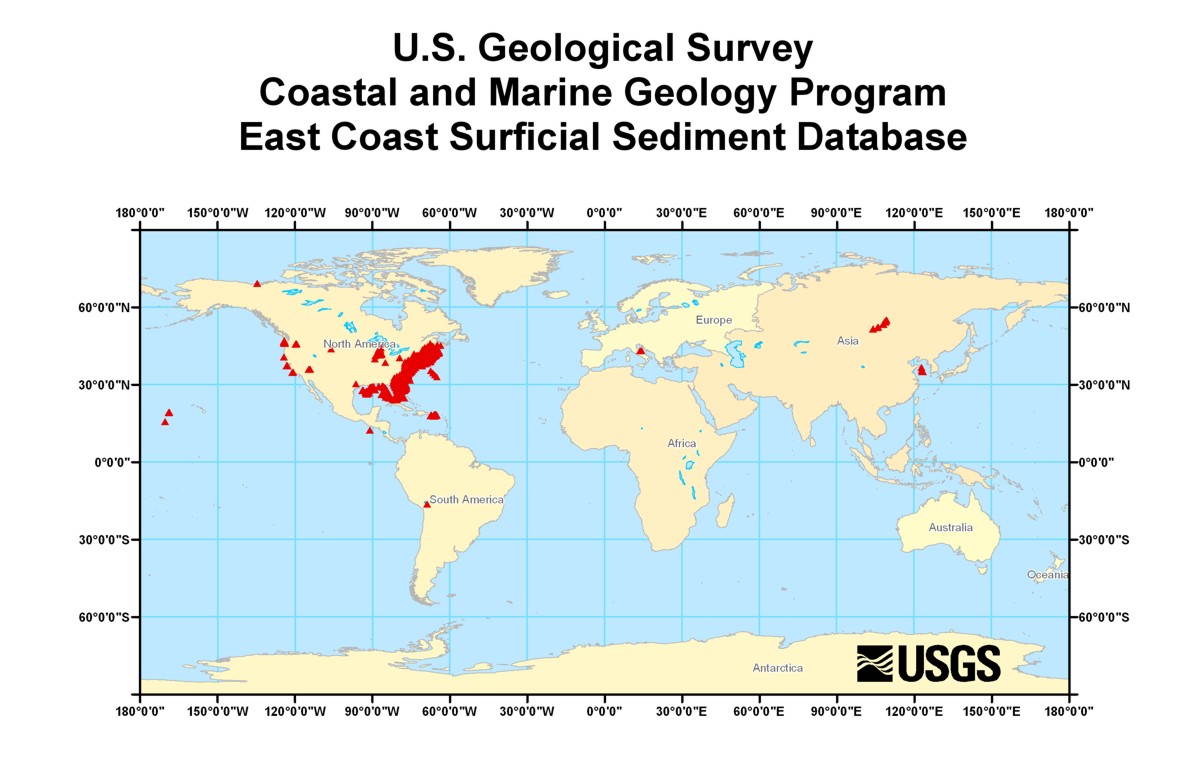 U.S. Geological Survey
Coastal and Marine Geology Program
East Coast Surficial Sediment Database
180°0'0" 150°0'0"W 120°0'0"W 90°0'0"W 60°0'0"W 30°0'0"W 0°0'0" 30°0'0"E 60°0'0"E 90°0'0"E 120°0'0"E 150°0'0"E 180°0'0"
60°0'0"N 60°0'0"N
Europe
North America Asia
30°0'0"N 30°0'0"N
Africa
0°0'0" 0°0'0"
South America
Australia
30°0'0"S 30°0'0"S
Oceania
60°0'0"S 60°0'0"S
Antarctica USGS
180°0'0" 150°0'0"W 120°0'0"W 90°0'0"W 60°0'0"W 30°0'0"W 0°0'0" 30°0'0"E 60°0'0"E 90°0'0"E 120°0'0"E 150°0'0"E 180°0'0"